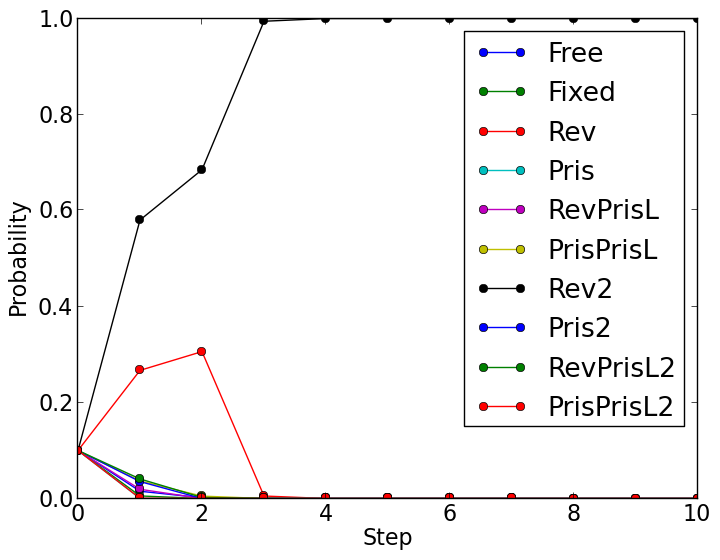 1.0
0.8
0.6
0.4
0.2
0.0
Probability
0 2 4 6 8 10
Step
Free
Fixed
Rev
Pris
RevPrisL
PrisPrisL
Rev2
Pris2
RevPrisL2
PrisPrisL2